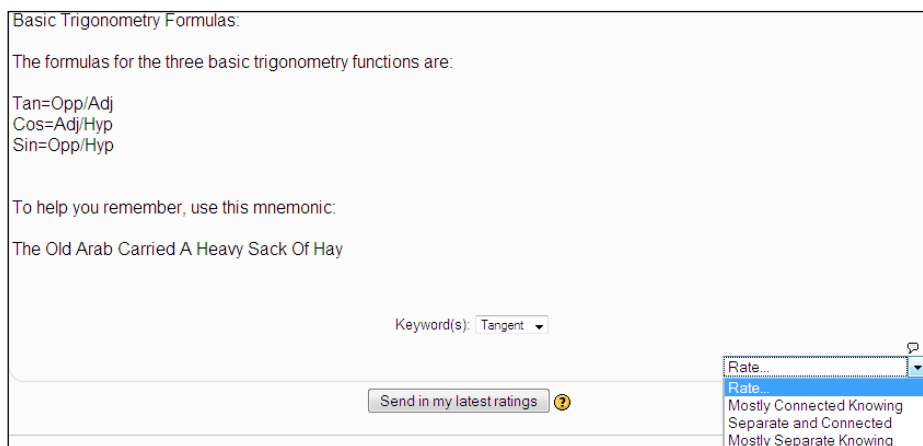 Basic Trigonometry Formulas:
The formulas for the three basic trigonometry functions are:
Tan=Opp/Adj
Cos=Adj/Hyp
Sin=Opp/Hyp
To help you remember, use this mnemonic:
The Old Arab Carried A Heavy Sack Of Hay
Keyword(s): Tangent
Rate...
Rate...
Send in my latest ratings ?
Mostly Connected Knowing
Separate and Connected
Mostly Separate Knowing